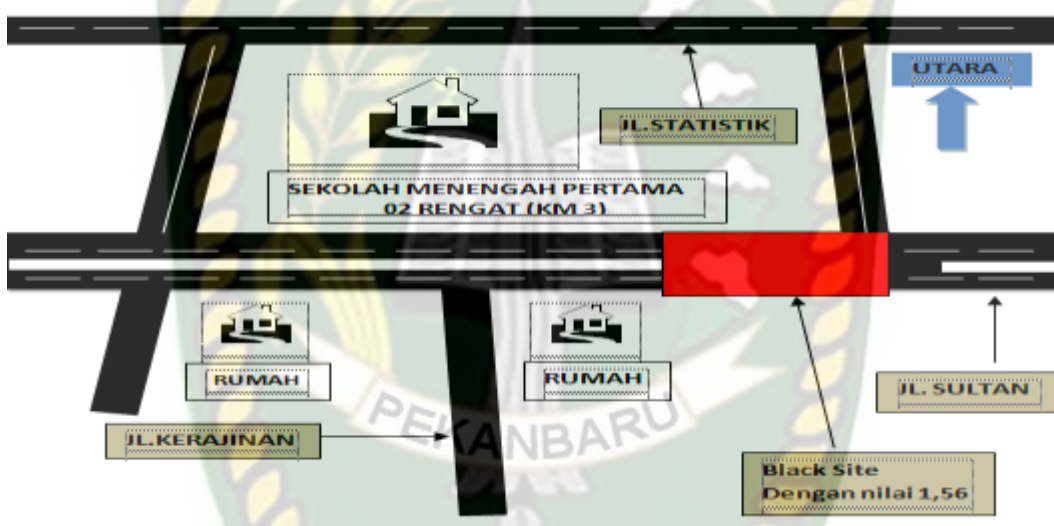 UTARA
JL.STATISTIK
SEKOLAH MENENGAH PERTAMA
02 RENGAT (KM 3)
RUMAH
RUMAH
JL. SULTAN
PEKANBARU
JL.KERAJINAN
Black Site
Dengan nilai 1,56